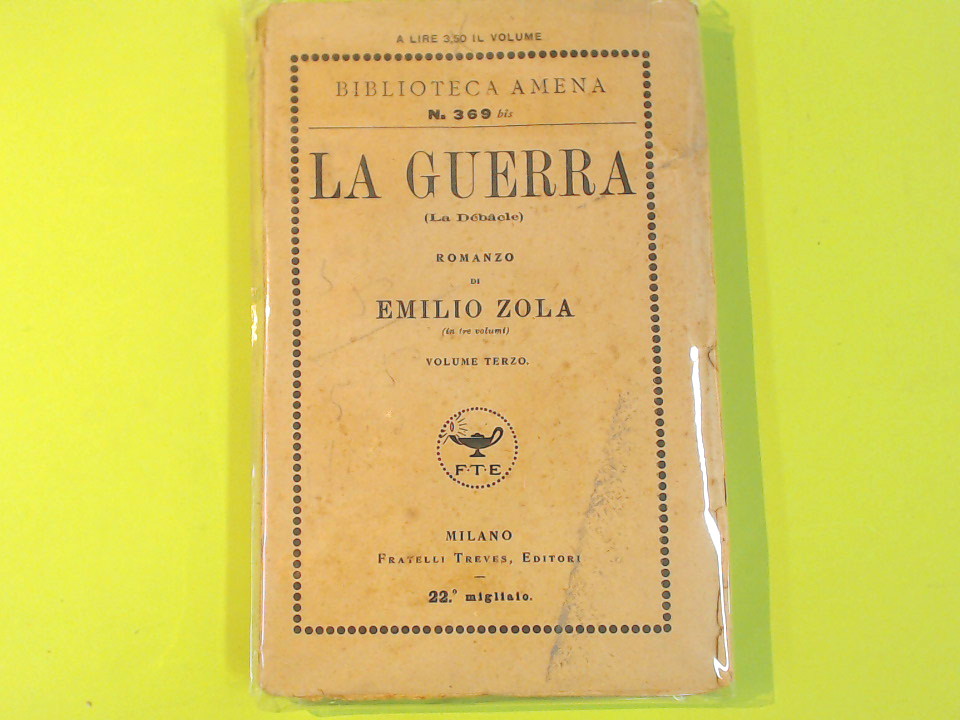 A LIRE 3,50 IL VOLUME
BIBLIOTECA AMENA
N. 369 bis
LA GUERRA
(La Débâcle)
ROMANZO
DI
EMILIO ZOLA
(in tre volumi)
VOLUME TERZO.
F·T·E
MILANO
FRATELLI TREVES, EDITORI
22.º migliaio.